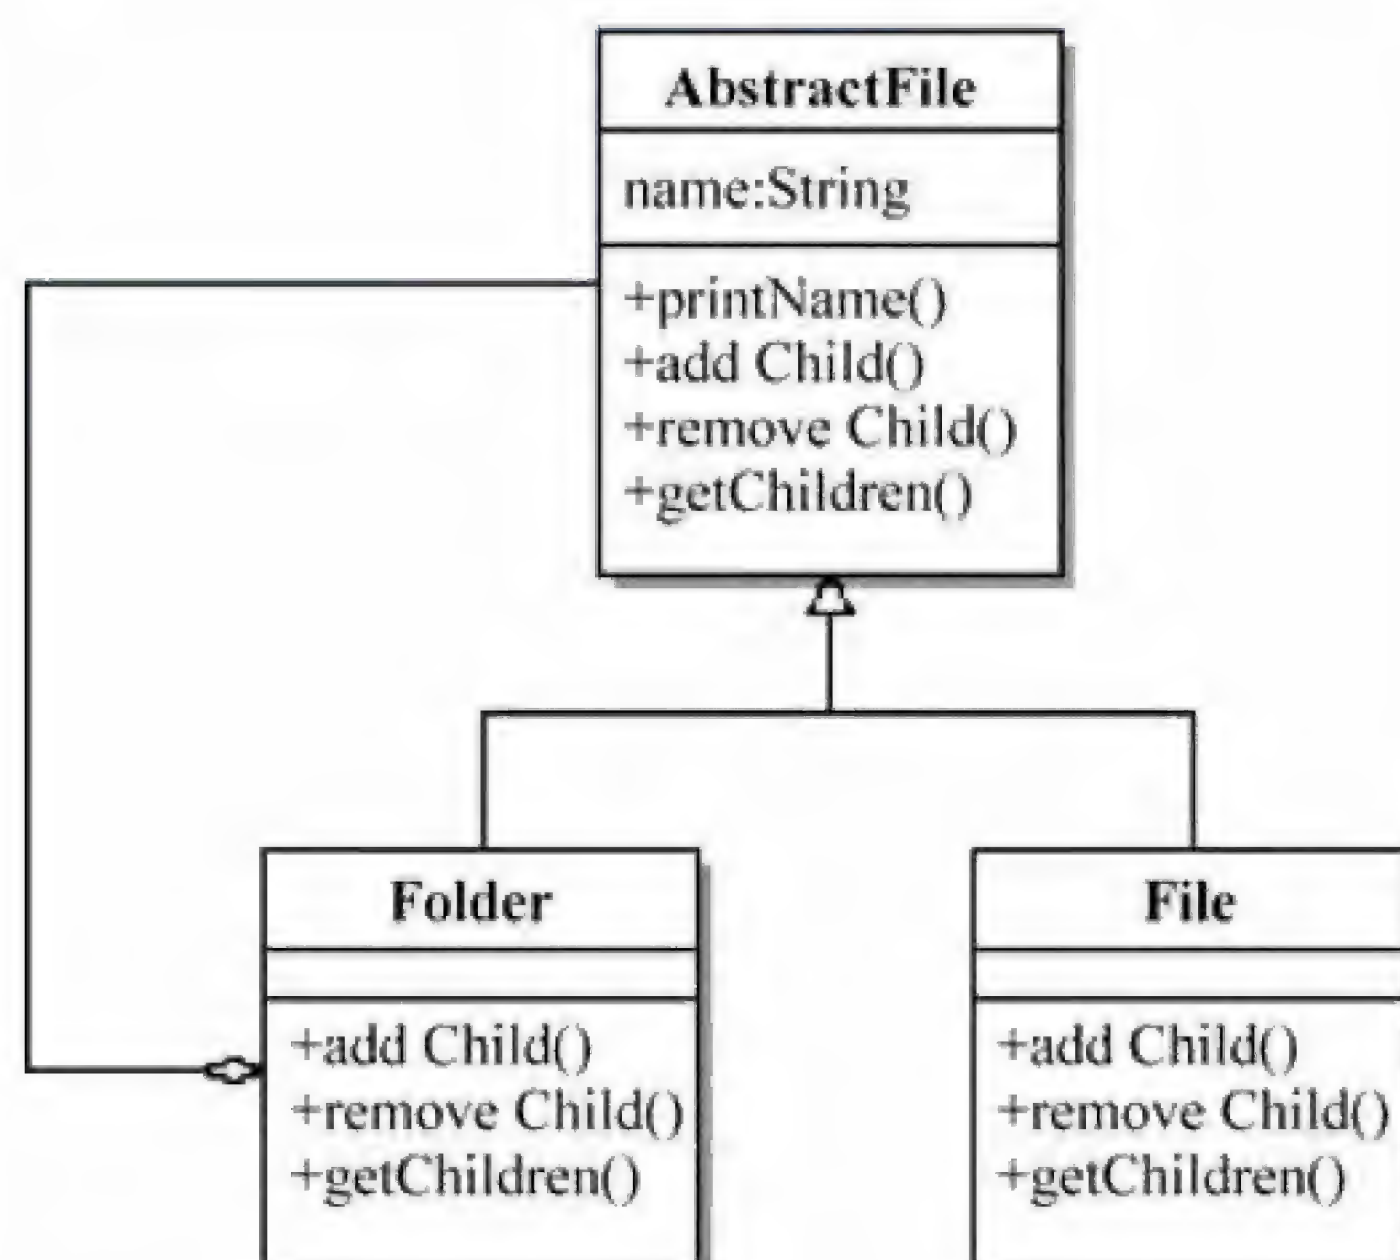 AbstractFile
name:String
+printName()
+add Child()
+remove Child()
+getChildren()
Folder
+add Child()
+remove Child()
+getChildren()
File
+add Child()
+remove Child()
+getChildren()